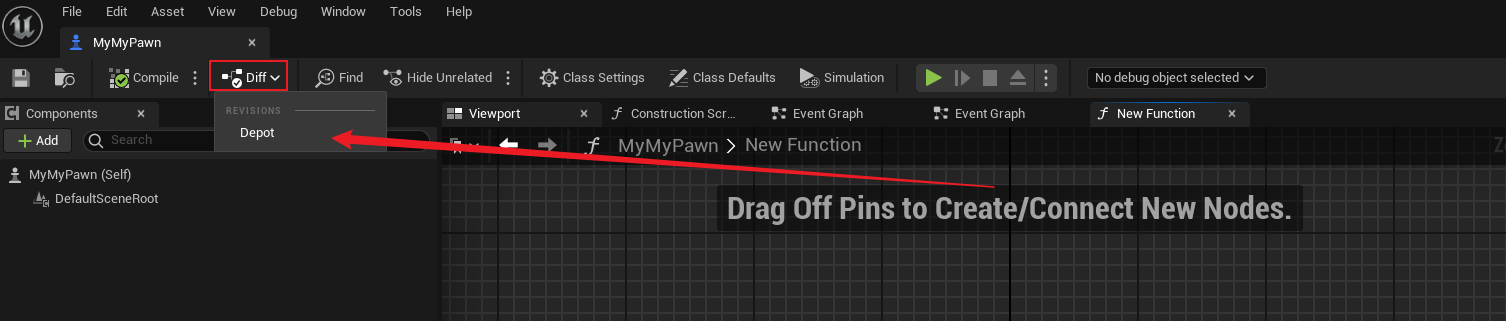 File Edit Asset View Debug Window Tools Help
MyMyPawn
Compile Diff Find Hide Unrelated Class Settings Class Defaults Simulation No debug object selected
Components REVISIONS Viewport Construction Scr... Event Graph Event Graph New Function
Add Search Depot MyMyPawn > New Function
MyMyPawn (Self)
DefaultSceneRoot
Drag Off Pins to Create/Connect New Nodes.